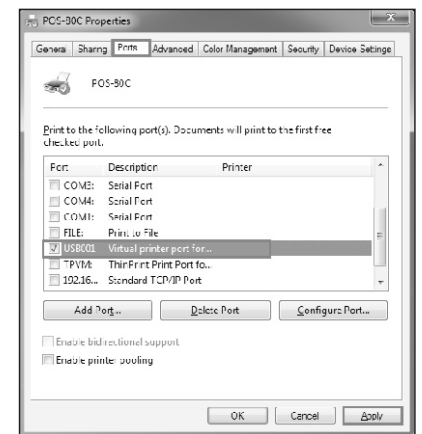 POS-80C Properties
General Sharing Ports Advanced Color Management Security Device Settings
POS-80C
Print to the following port(s). Documents will print to the first free
checked port.
Port Description Printer
COM3: Serial Port
COM4: Serial Port
COM1: Serial Port
FILE: Print to File
USB001 Virtual printer port for...
TPVM: ThinPrint Print Port fo...
192.16... Standard TCP/IP Port
Add Port... Delete Port Configure Port...
Enable bidirectional support
Enable printer pooling
OK Cancel Apply